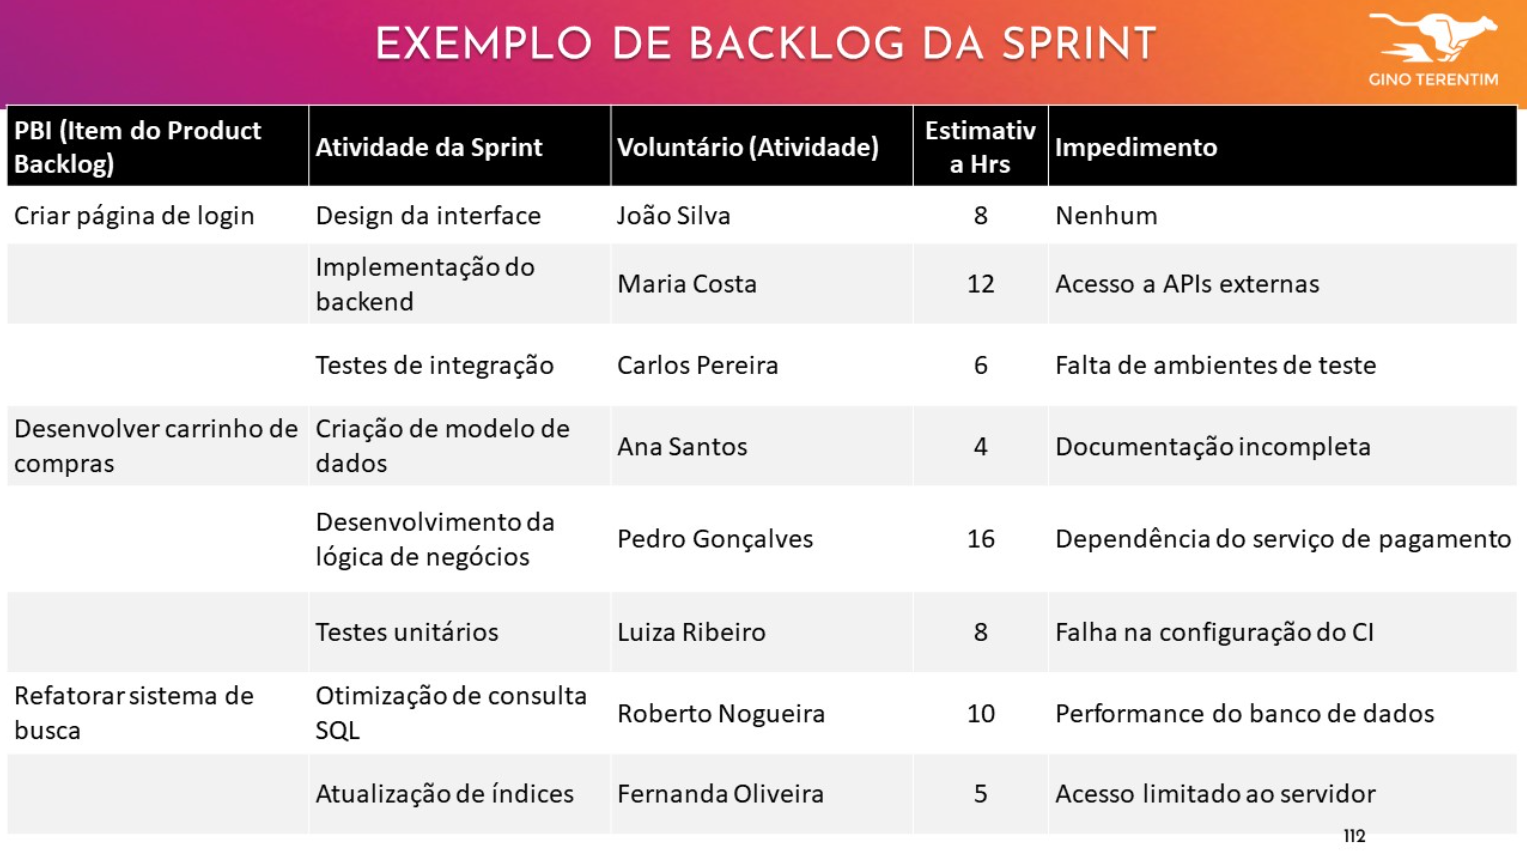 EXEMPLO DE BACKLOG DA SPRINT
GINO TERENTIM
PBI (Item do Product
Backlog)
Atividade da Sprint
Voluntário (Atividade)
Estimativ
a Hrs
Impedimento
Criar página de login
Design da interface
João Silva
8
Nenhum
Implementação do
backend
Maria Costa
12
Acesso a APIs externas
Testes de integração
Carlos Pereira
6
Falta de ambientes de teste
Desenvolver carrinho de
compras
Criação de modelo de
dados
Ana Santos
4
Documentação incompleta
Desenvolvimento da
lógica de negócios
Pedro Gonçalves
16
Dependência do serviço de pagamento
Testes unitários
Luiza Ribeiro
8
Falha na configuração do CI
Refatorar sistema de
busca
Otimização de consulta
SQL
Roberto Nogueira
10
Performance do banco de dados
Atualização de índices
Fernanda Oliveira
5
Acesso limitado ao servidor
112